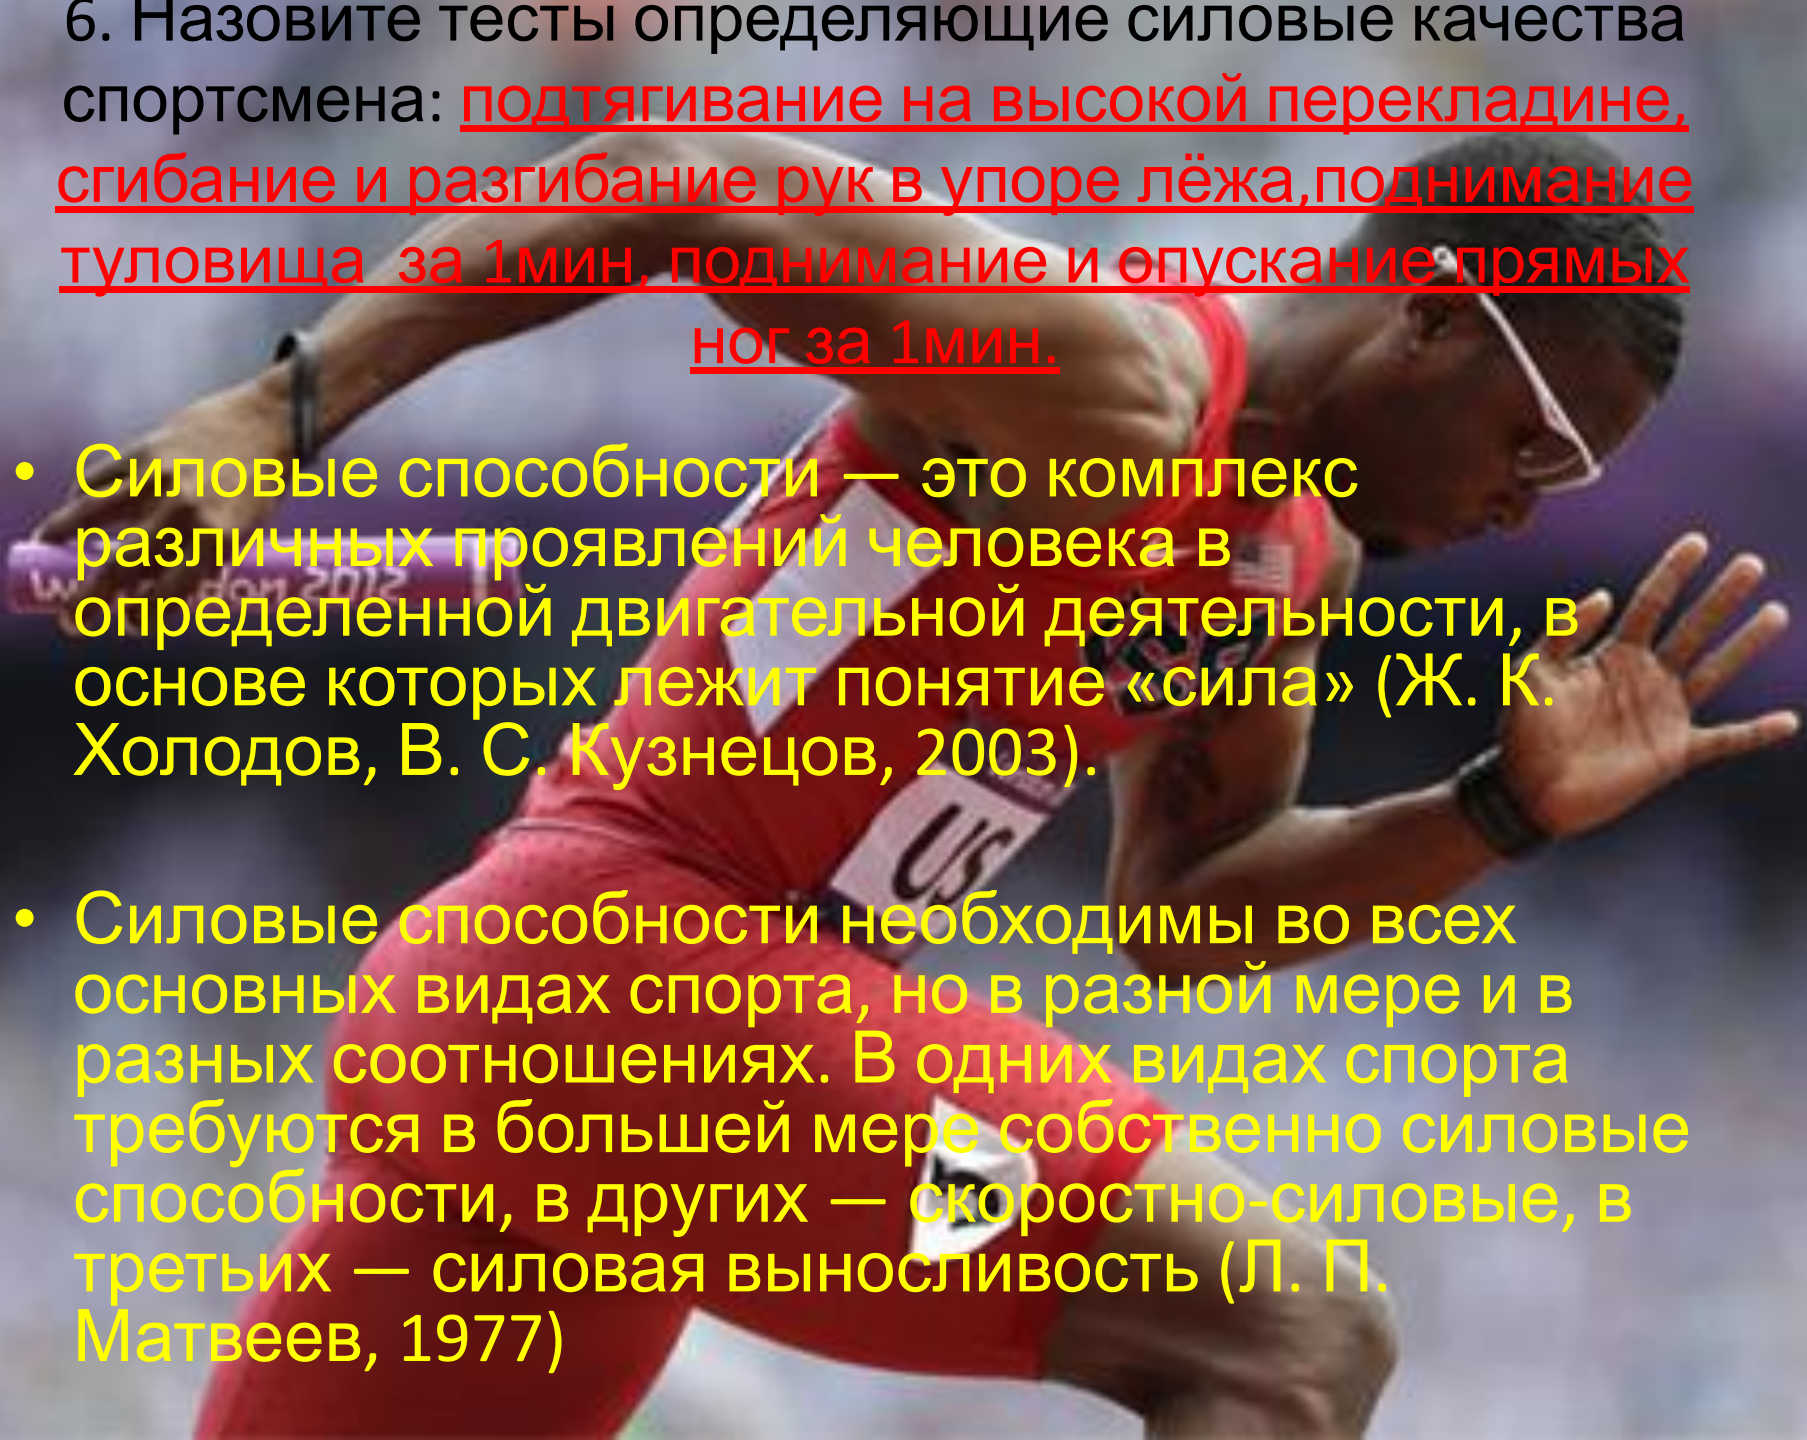 6. Назовите тесты определяющие силовые качества
спортсмена: подтягивание на высокой перекладине,
сгибание и разгибание рук в упоре лёжа,поднимание
туловища  за 1мин, поднимание и опускание прямых
ног за 1мин.
• Силовые способности — это комплекс
различных проявлений человека в
определенной двигательной деятельности, в
основе которых лежит понятие «сила» (Ж. К.
Холодов, В. С. Кузнецов, 2003).
• Силовые способности необходимы во всех
основных видах спорта, но в разной мере и в
разных соотношениях. В одних видах спорта
требуются в большей мере собственно силовые
способности, в других — скоростно-силовые, в
третьих — силовая выносливость (Л. П.
Матвеев, 1977)
don 2012
US